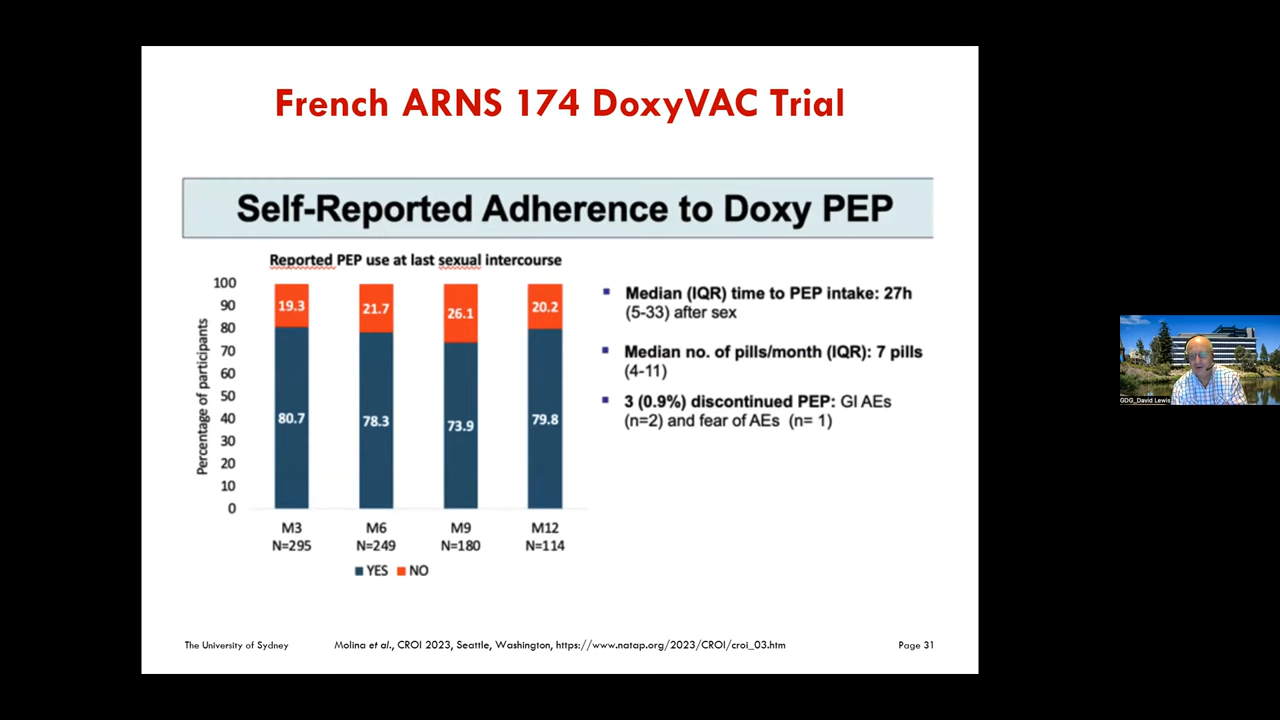 French ARNS 174 DoxyVAC Trial
Self-Reported Adherence to Doxy PEP
Reported PEP use at last sexual intercourse
Percentage of participants
100
90
80
70
60
50
40
30
20
10
0
19.3
21.7
26.1
20.2
80.7
78.3
73.9
79.8
M3
N=295
M6
N=249
M9
N=180
M12
N=114
YES
NO
Median (IQR) time to PEP intake: 27h
(5-33) after sex
Median no. of pills/month (IQR): 7 pills
(4-11)
3 (0.9%) discontinued PEP: GI AEs
(n=2) and fear of AEs (n= 1)
The University of Sydney
Molina et al., CROI 2023, Seattle, Washington, https://www.natap.org/2023/CROI/croi_03.htm
Page 31
GDG_David Lewis